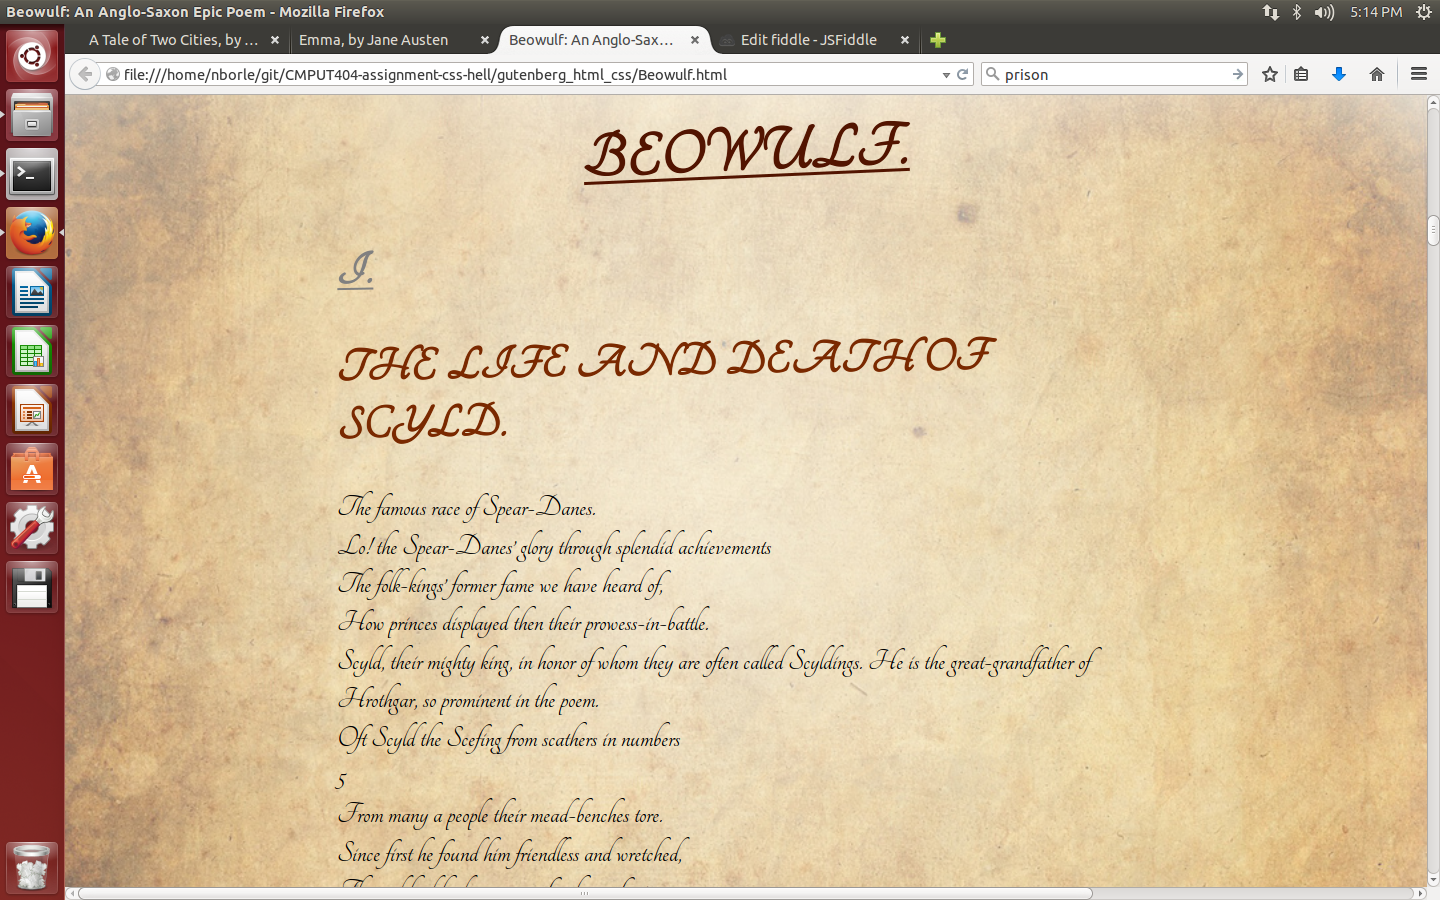 Beowulf: An Anglo-Saxon Epic Poem - Mozilla Firefox
5:14 PM
A Tale of Two Cities, by ...
Emma, by Jane Austen
Beowulf: An Anglo-Sax...
Edit fiddle - JSFiddle
file:///home/nborle/git/CMPUT404-assignment-css-hell/gutenberg_html_css/Beowulf.html
prison
BEOWULF.
I.
THE LIFE AND DEATH OF
SCYLD.
The famous race of Spear-Danes.
Lo! the Spear-Danes' glory through splendid achievements
The folk-kings' former fame we have heard of,
How princes displayed then their prowess-in-battle.
Scyld, their mighty king, in honor of whom they are often called Scyldings. He is the great-grandfather of
Hrothgar, so prominent in the poem.
Oft Scyld the Scefing from scathers in numbers
5
From many a people their mead-benches tore.
Since first he found him friendless and wretched,